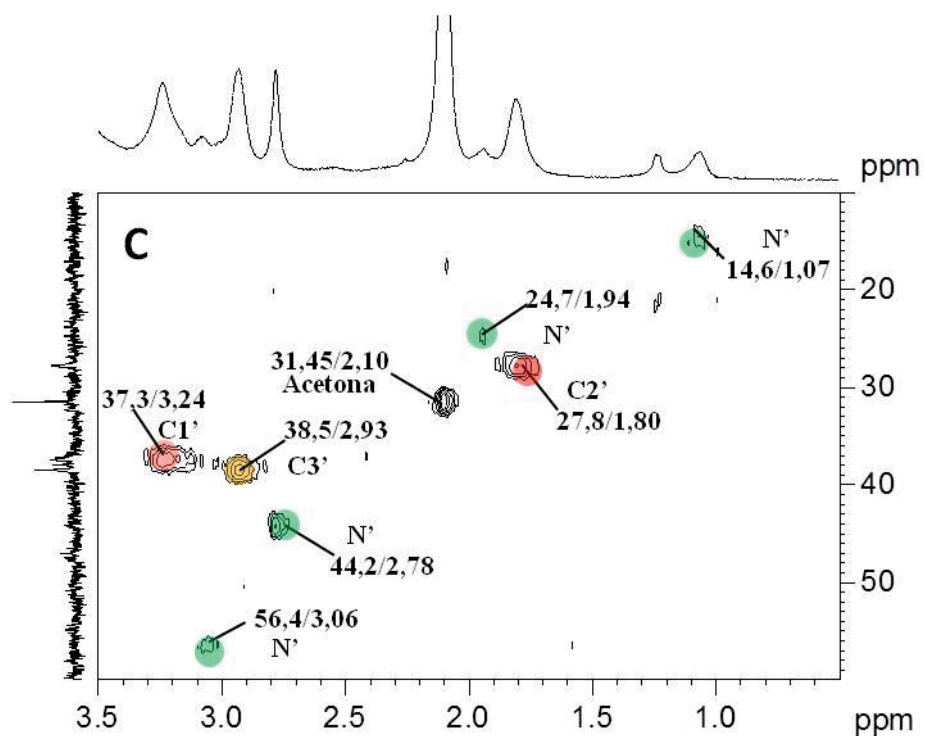 ppm
C
N'
14,6/1,07
20
24,7/1,94
N'
31,45/2,10
Acetona
30
C2'
27,8/1,80
37,3/3,24
C1'
38,5/2,93
C3'
40
N'
44,2/2,78
50
56,4/3,06
N'
3.5 3.0 2.5 2.0 1.5 1.0 ppm